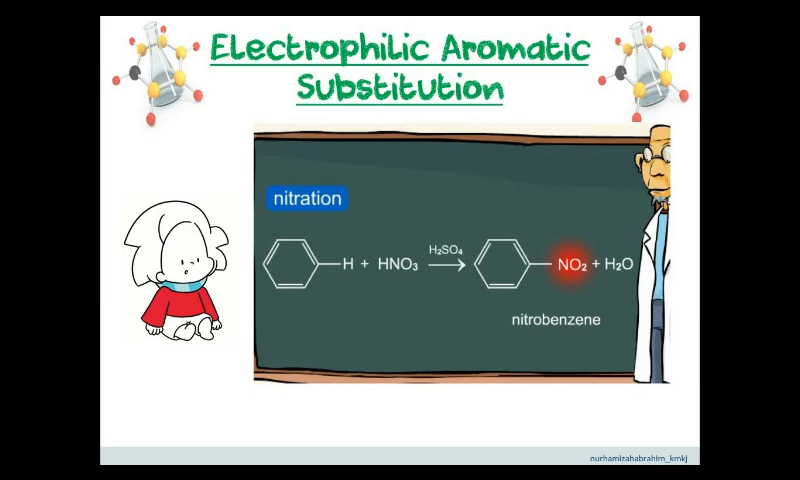 Electrophilic Aromatic
Substitution
nitration
H₂SO₄
H + HNO₃ NO₂ + H₂O
nitrobenzene
nurhamizahabrahim_kmkj